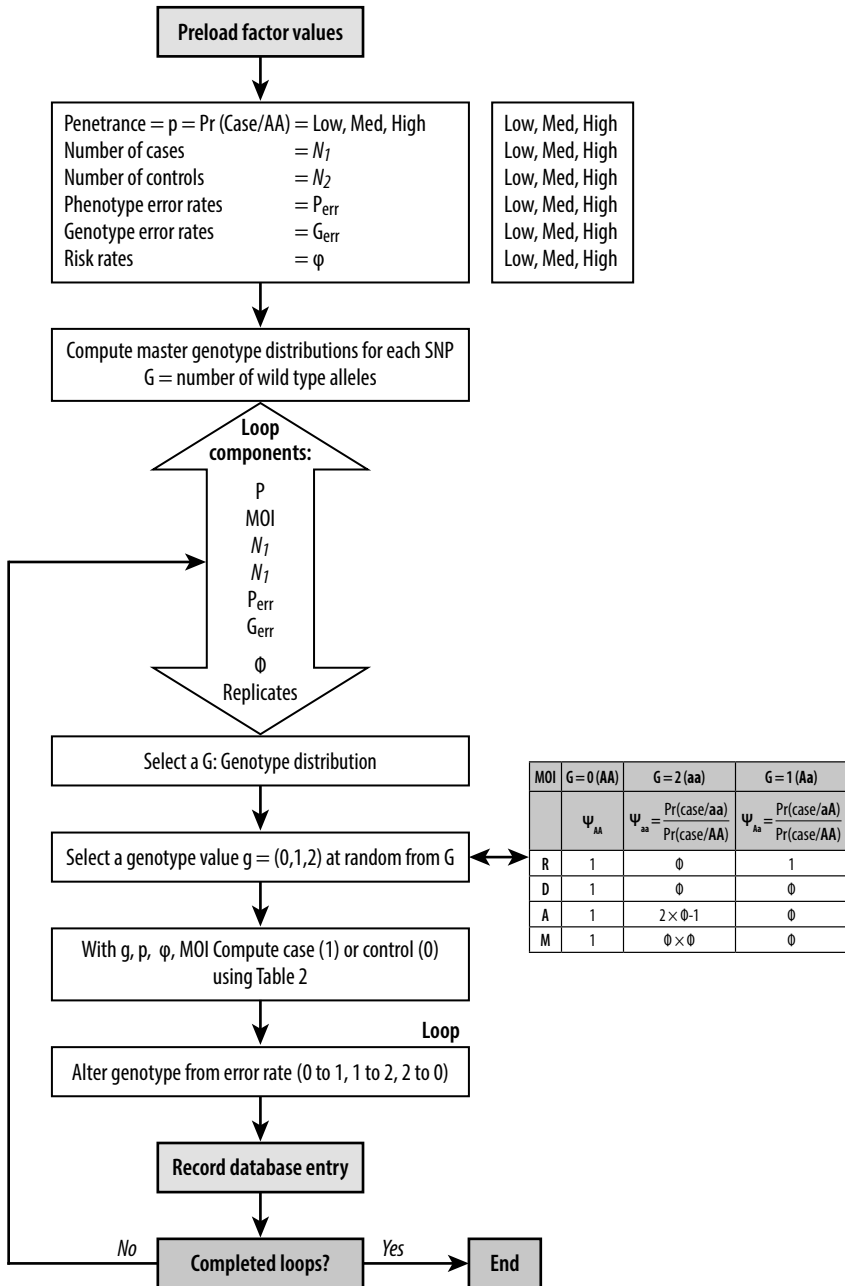 Preload factor values
Penetrance = p = Pr (Case/AA) = Low, Med, High
Number of cases = N1
Number of controls = N2
Phenotype error rates = Perr
Genotype error rates = Gerr
Risk rates = φ
Low, Med, High
Low, Med, High
Low, Med, High
Low, Med, High
Low, Med, High
Low, Med, High
Compute master genotype distributions for each SNP
G = number of wild type alleles
Loop
components:
P
MOI
N1
N1
Perr
Gerr
Φ
Replicates
Select a G: Genotype distribution
Select a genotype value g = (0,1,2) at random from G
MOI G = 0 (AA) G = 2 (aa) G = 1 (Aa)
ΨAA Ψaa = Pr(case/aa) / Pr(case/AA) ΨAa = Pr(case/aA) / Pr(case/AA)
R 1 Φ 1
D 1 Φ Φ
A 1 2 × Φ-1 Φ
M 1 Φ × Φ Φ
With g, p, φ, MOI Compute case (1) or control (0)
using Table 2
Loop
Alter genotype from error rate (0 to 1, 1 to 2, 2 to 0)
Record database entry
No
Completed loops?
Yes
End